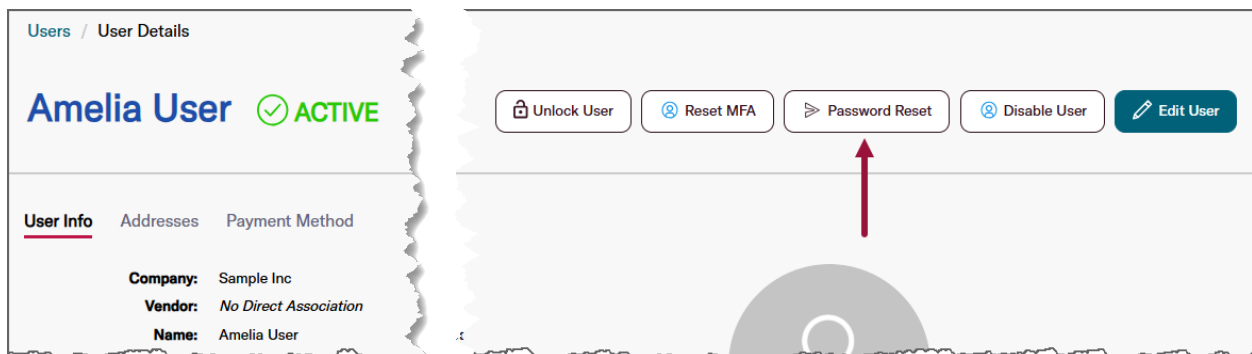 Users / User Details
Amelia User ACTIVE
Unlock User Reset MFA Password Reset Disable User Edit User
User Info Addresses Payment Method
Company: Sample Inc
Vendor: No Direct Association
Name: Amelia User